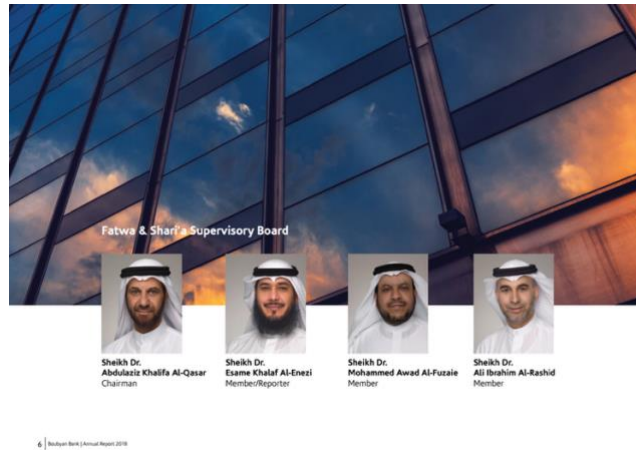 Fatwa & Shari'a Supervisory Board
Sheikh Dr.
Abdulaziz Khalifa Al-Qasar
Chairman
Sheikh Dr.
Esame Khalaf Al-Enezi
Member/Reporter
Sheikh Dr.
Mohammed Awad Al-Fuzaie
Member
Sheikh Dr.
Ali Ibrahim Al-Rashid
Member
6 Boubyan Bank | Annual Report 2018